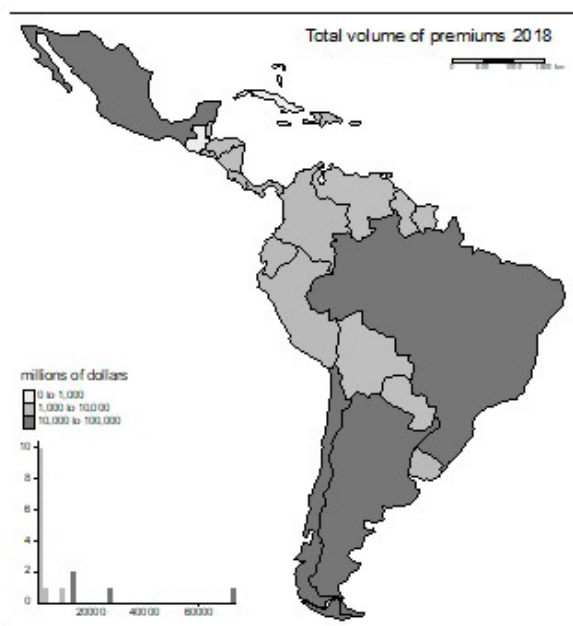 Total volume of premiums 2018
millions of dollars
0 to 1,000
1,000 to 10,000
10,000 to 100,000
10
8
6
4
2
0
20000 40000 60000